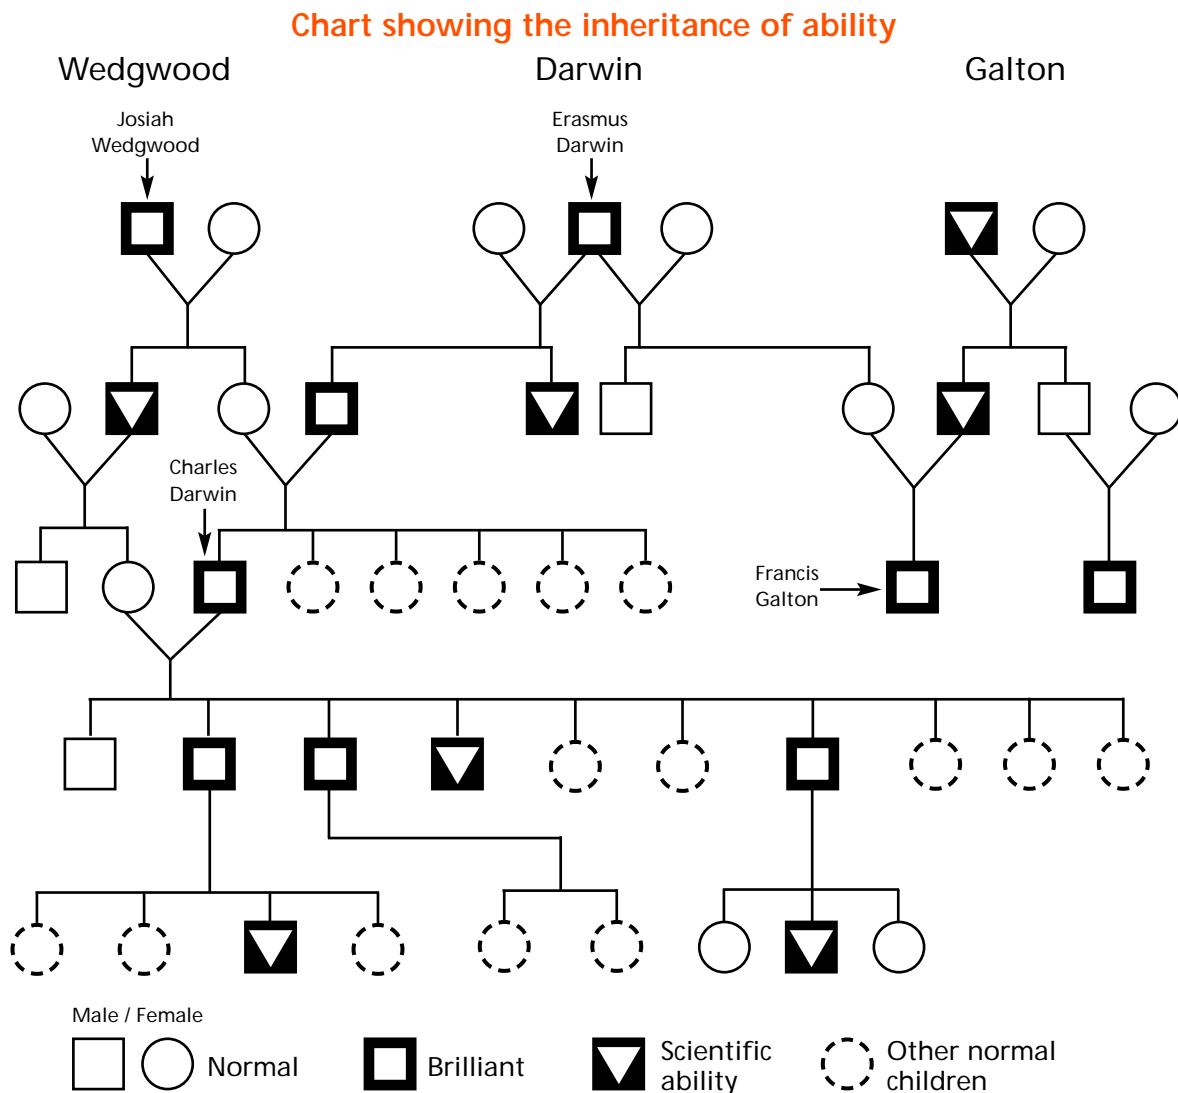 Chart showing the inheritance of ability
Wedgwood
Darwin
Galton
Josiah
Wedgwood
Erasmus
Darwin
Charles
Darwin
Francis
Galton
Male / Female
Normal
Brilliant
Scientific
ability
Other normal
children